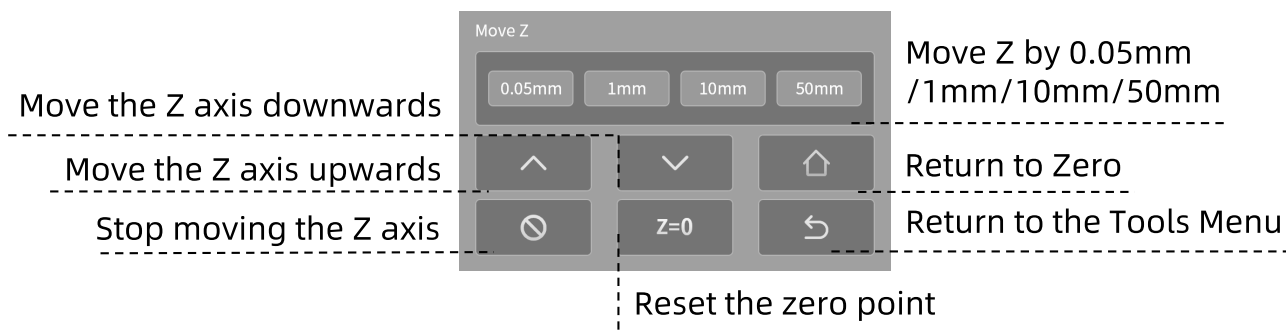 Move Z
0.05mm
1mm
10mm
50mm
Move Z by 0.05mm
/1mm/10mm/50mm
Move the Z axis downwards
Move the Z axis upwards
Return to Zero
Stop moving the Z axis
Z=0
Return to the Tools Menu
Reset the zero point